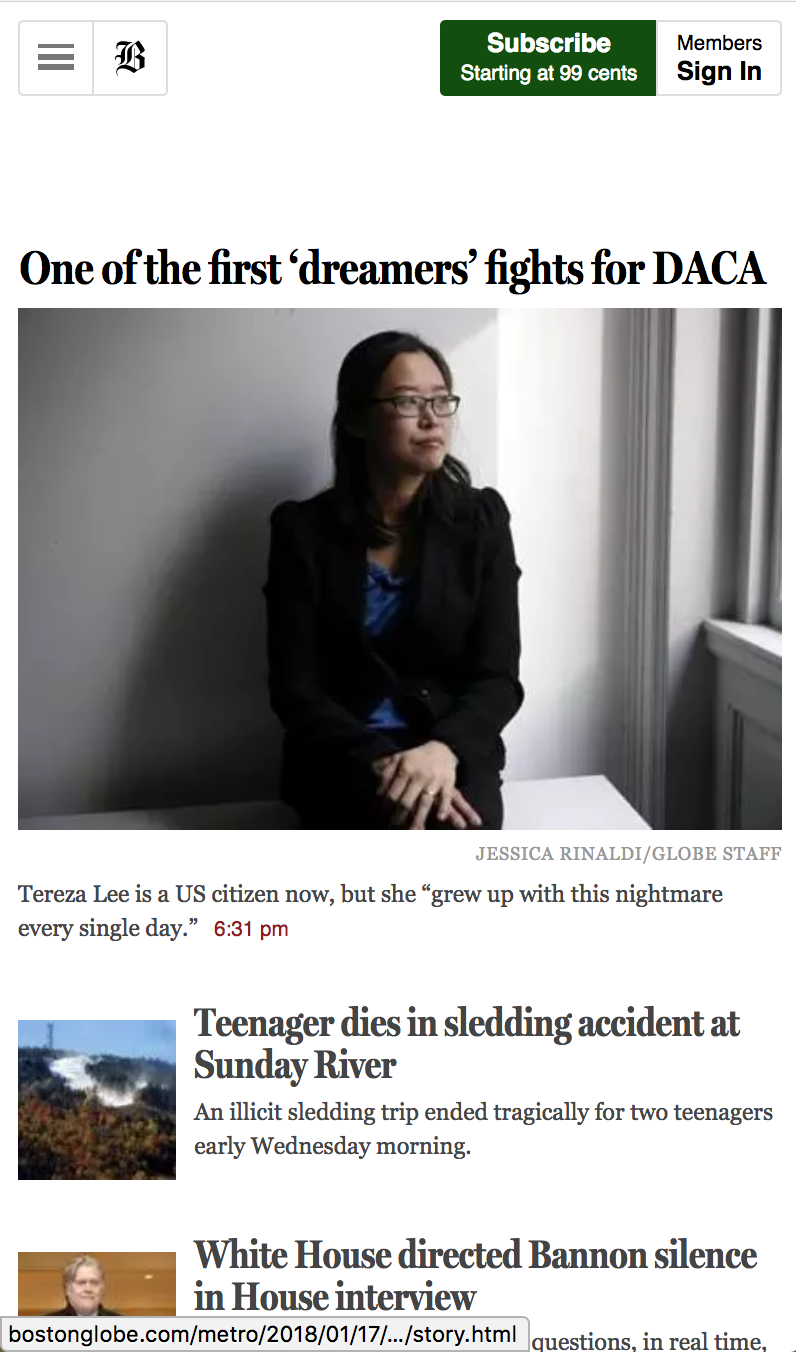 B
Subscribe
Starting at 99 cents
Members
Sign In
One of the first ‘dreamers’ fights for DACA
JESSICA RINALDI/GLOBE STAFF
Tereza Lee is a US citizen now, but she “grew up with this nightmare
every single day.” 6:31 pm
Teenager dies in sledding accident at
Sunday River
An illicit sledding trip ended tragically for two teenagers
early Wednesday morning.
White House directed Bannon silence
in House interview
questions, in real time,
bostonglobe.com/metro/2018/01/17/.../story.html